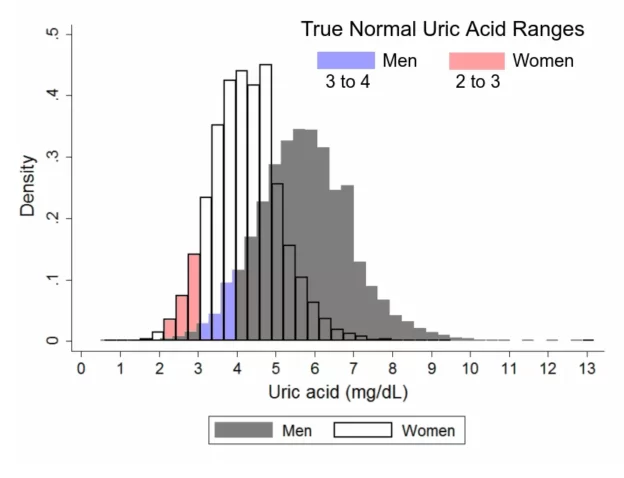 True Normal Uric Acid Ranges
Men Women
3 to 4 2 to 3
.5
.4
.3
.2
.1
0
Density
0 1 2 3 4 5 6 7 8 9 10 11 12 13
Uric acid (mg/dL)
Men Women